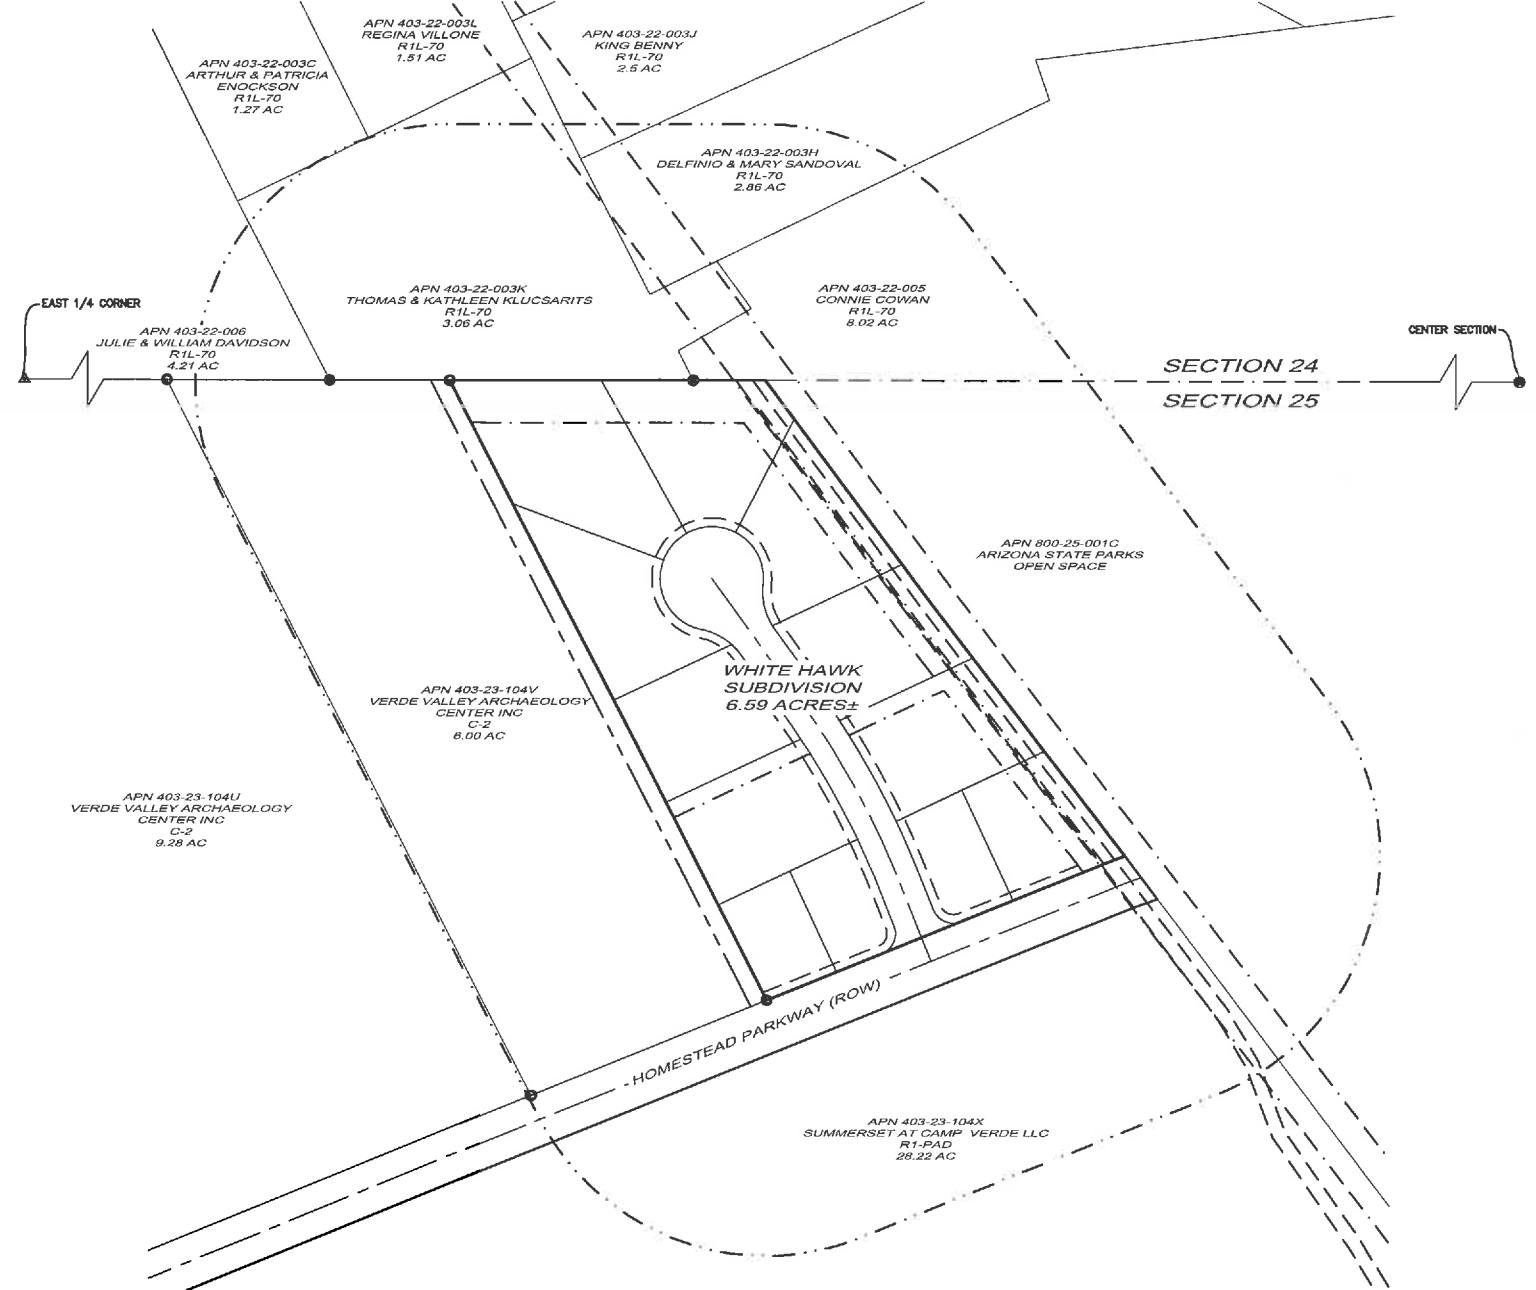 APN 403-22-003L
REGINA VILLONE
R1L-70
1.51 AC
APN 403-22-003J
KING BENNY
R1L-70
2.5 AC
APN 403-22-003C
ARTHUR & PATRICIA
ENOCKSON
R1L-70
1.27 AC
APN 403-22-003H
DELFINIO & MARY SANDOVAL
R1L-70
2.86 AC
APN 403-22-003K
THOMAS & KATHLEEN KLUCSARITS
R1L-70
3.06 AC
APN 403-22-005
CONNIE COWAN
R1L-70
8.02 AC
EAST 1/4 CORNER
APN 403-22-006
JULIE & WILLIAM DAVIDSON
R1L-70
4.21 AC
CENTER SECTION
SECTION 24
SECTION 25
APN 800-25-001C
ARIZONA STATE PARKS
OPEN SPACE
WHITE HAWK
SUBDIVISION
6.59 ACRES±
APN 403-23-104V
VERDE VALLEY ARCHAEOLOGY
CENTER INC
C-2
6.00 AC
APN 403-23-104U
VERDE VALLEY ARCHAEOLOGY
CENTER INC
C-2
9.28 AC
HOMESTEAD PARKWAY (ROW)
APN 403-23-104X
SUMMERSET AT CAMP VERDE LLC
R1-PAD
28.22 AC